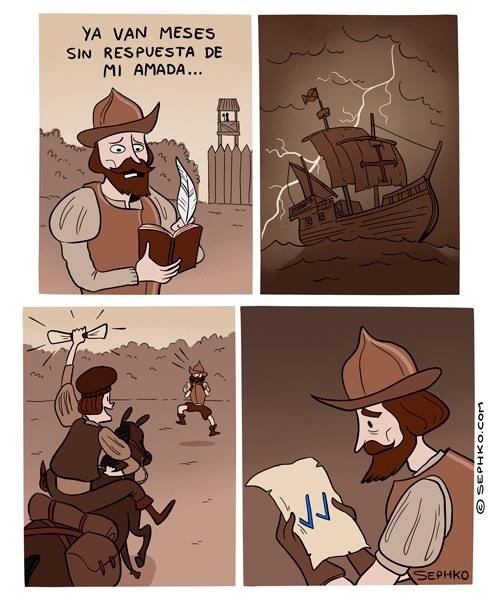 YA VAN MESES
SIN RESPUESTA DE
MI AMADA...
© SEPHKO.COM
SEPHKO